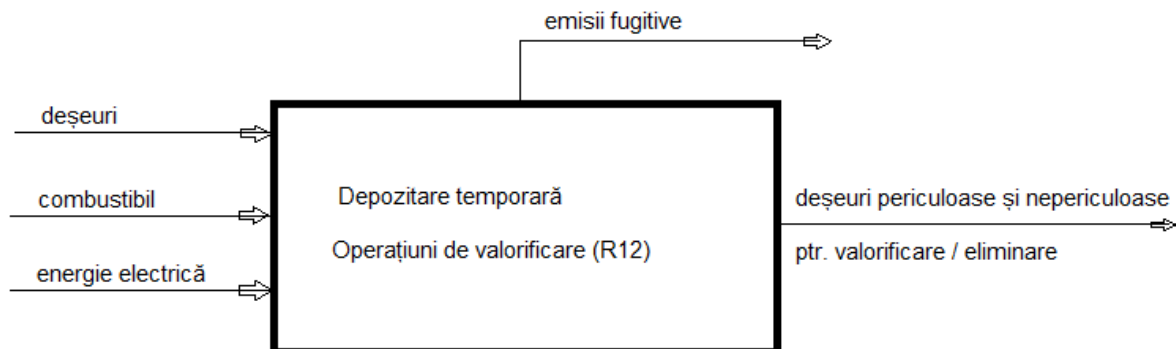 emisii fugitive
deșeuri
combustibil
energie electrică
Depozitare temporară
Operațiuni de valorificare (R12)
deșeuri periculoase și nepericuloase
ptr. valorificare / eliminare